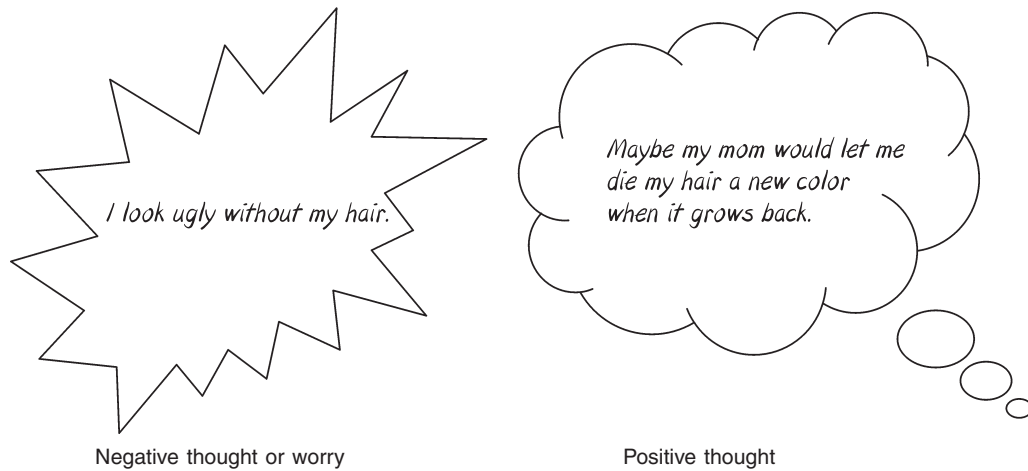 I look ugly without my hair.
Maybe my mom would let me
die my hair a new color
when it grows back.
Negative thought or worry
Positive thought